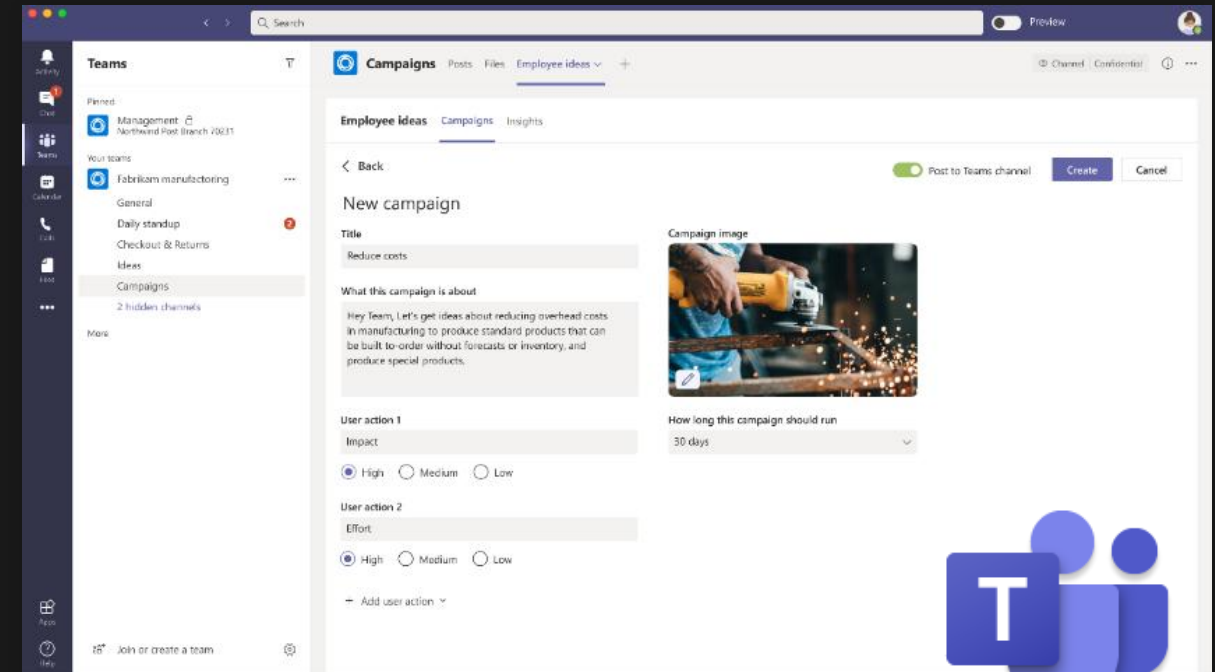 Search
Preview
Activity
Chat
Teams
Calendar
Calls
Apps
Help
Teams
Pinned
Management
Northwind Post Branch 70231
Your teams
Fabrikam manufactoring
General
Daily standup
2
Checkout & Returns
Ideas
Campaigns
2 hidden channels
More
Join or create a team
Campaigns Posts Files Employee ideas
Channel Confidential
Employee ideas Campaigns Insights
Back
Post to Teams channel
Create
Cancel
New campaign
Title
Reduce costs
What this campaign is about
Hey Team, Let's get ideas about reducing overhead costs
in manufacturing to produce standard products that can
be built to-order without forecasts or inventory, and
produce special products.
User action 1
Impact
High Medium Low
User action 2
Effort
High Medium Low
Add user action
Campaign image
How long this campaign should run
30 days
T